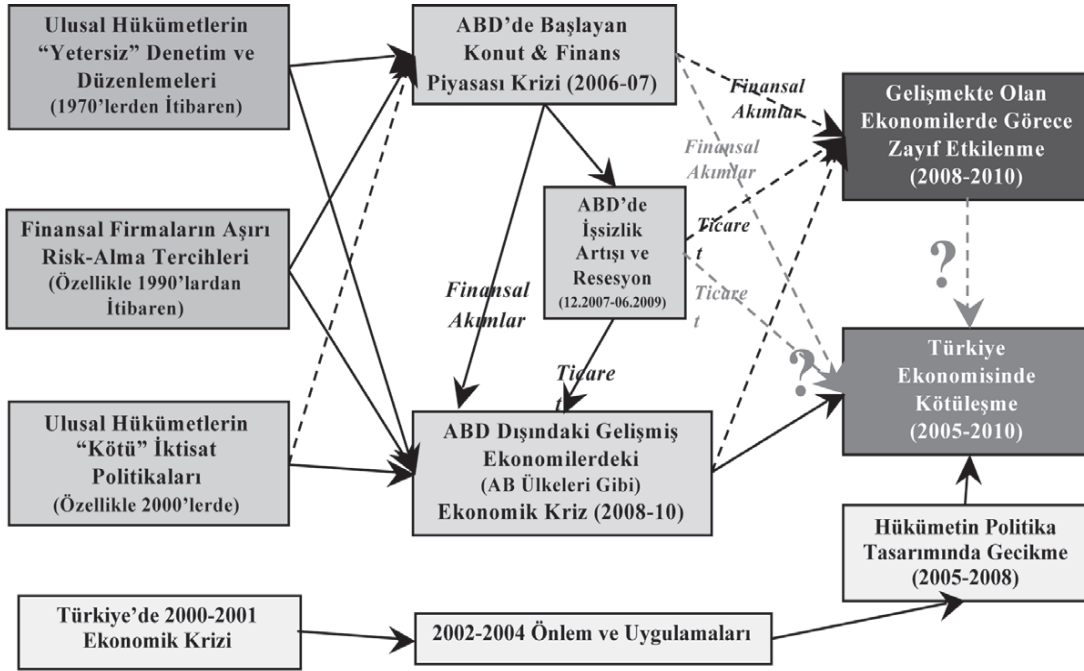 Ulusal Hükümetlerin
“Yetersiz” Denetim ve
Düzenlemeleri
(1970’lerden İtibaren)
ABD’de Başlayan
Konut & Finans
Piyasası Krizi (2006-07)
Finansal
Akımlar
Gelişmekte Olan
Ekonomilerde Görece
Zayıf Etkilenme
(2008-2010)
Finansal
Akımlar
Finansal Firmaların Aşırı
Risk-Alma Tercihleri
(Özellikle 1990’lardan
İtibaren)
ABD’de
İşsizlik
Artışı ve
Resesyon
(12.2007-06.2009)
Ticare
t
Ticare
t
?
Finansal
Akımlar
Ticare
t
?
Türkiye
Ekonomisinde
Kötüleşme
(2005-2010)
Ulusal Hükümetlerin
“Kötü” İktisat
Politikaları
(Özellikle 2000’lerde)
ABD Dışındaki Gelişmiş
Ekonomilerdeki
(AB Ülkeleri Gibi)
Ekonomik Kriz (2008-10)
Hükümetin Politika
Tasarımında Gecikme
(2005-2008)
Türkiye’de 2000-2001
Ekonomik Krizi
2002-2004 Önlem ve Uygulamaları